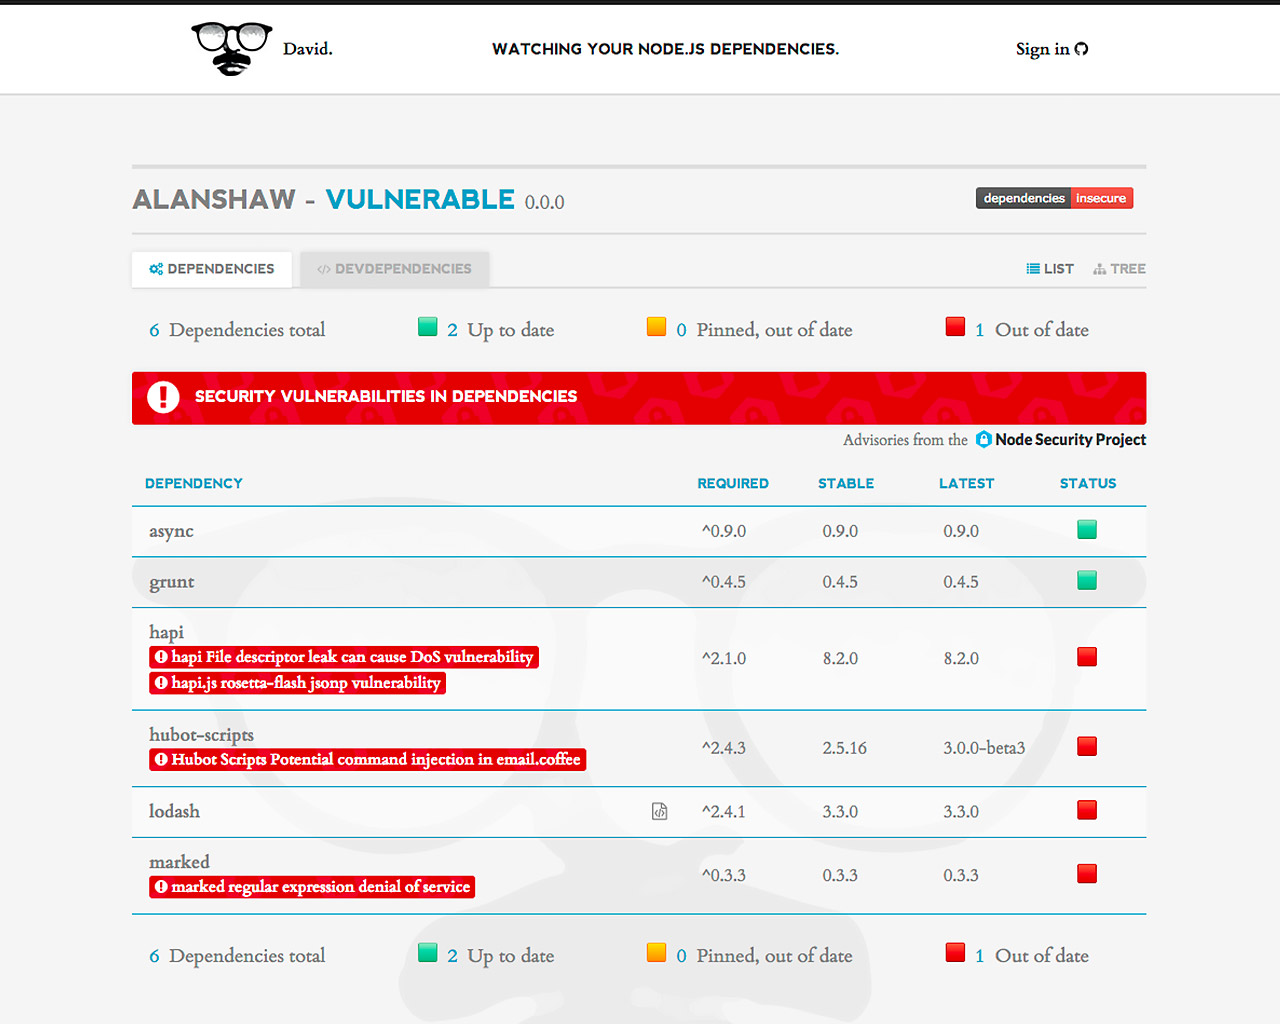 David.
WATCHING YOUR NODE.JS DEPENDENCIES.
Sign in
ALANSHAW - VULNERABLE 0.0.0
dependencies insecure
DEPENDENCIES
DEVDEPENDENCIES
LIST
TREE
6 Dependencies total
2 Up to date
0 Pinned, out of date
1 Out of date
SECURITY VULNERABILITIES IN DEPENDENCIES
Advisories from the Node Security Project
DEPENDENCY REQUIRED STABLE LATEST STATUS
async ^0.9.0 0.9.0 0.9.0
grunt ^0.4.5 0.4.5 0.4.5
hapi
hapi File descriptor leak can cause DoS vulnerability
^2.1.0 8.2.0 8.2.0
hapi.js rosetta-flash jsonp vulnerability
hubot-scripts
^2.4.3 2.5.16 3.0.0-beta3
Hubot Scripts Potential command injection in email.coffee
lodash ^2.4.1 3.3.0 3.3.0
marked
^0.3.3 0.3.3 0.3.3
marked regular expression denial of service
6 Dependencies total
2 Up to date
0 Pinned, out of date
1 Out of date